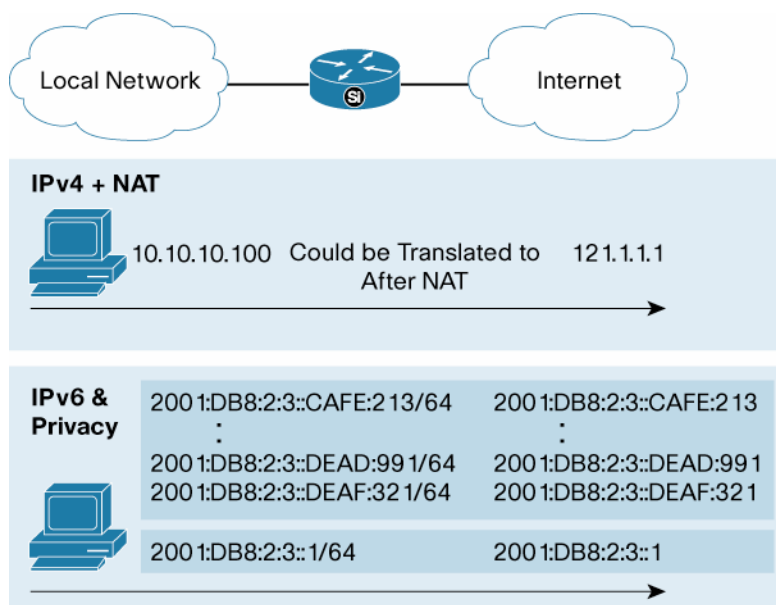 Local Network
Si
Internet
IPv4 + NAT
10.10.10.100 Could be Translated to 121.1.1.1
After NAT
IPv6 &
Privacy
2001:DB8:2:3::CAFE:213/64 2001:DB8:2:3::CAFE:213
: :
2001:DB8:2:3::DEAD:991/64 2001:DB8:2:3::DEAD:991
2001:DB8:2:3::DEAF:321/64 2001:DB8:2:3::DEAF:321
2001:DB8:2:3::1/64 2001:DB8:2:3::1